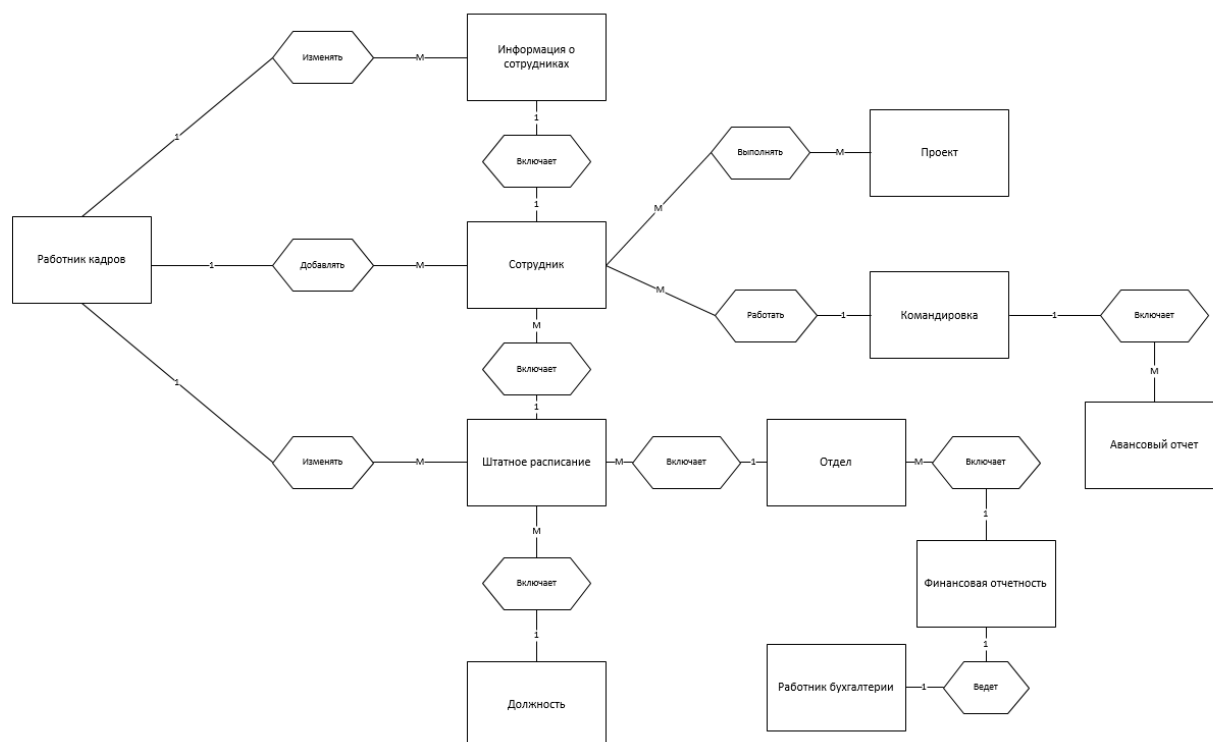 Изменять
М
Информация о
сотрудниках
1
1
Включает
1
Выполнять
М
Проект
М
Работник кадров
1
Добавлять
М
Сотрудник
М
Работать
1
Командировка
1
Включает
М
М
Включает
1
Авансовый отчет
1
Изменять
М
Штатное расписание
М
Включает
1
Отдел
М
Включает
М
1
Включает
Финансовая отчетность
1
1
Должность
Работник бухгалтерии
1
Ведет